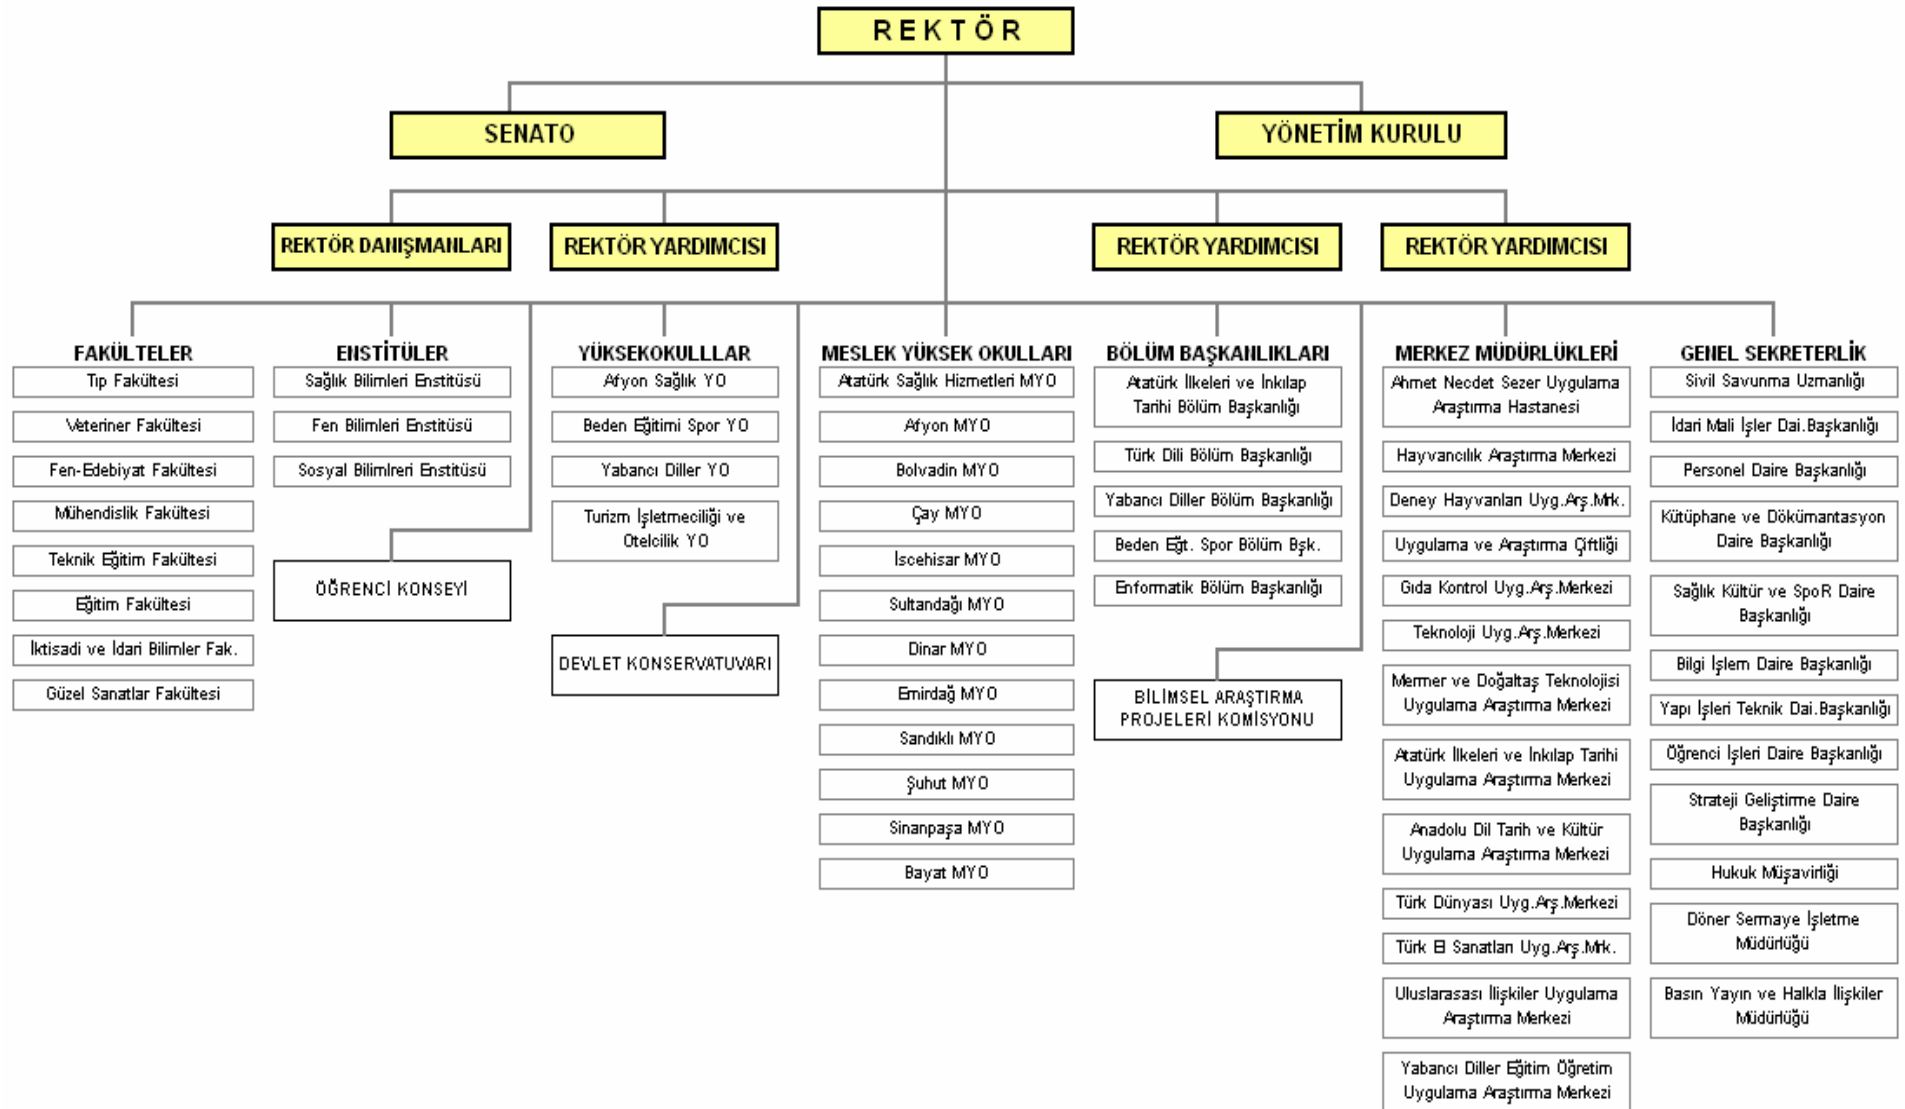 REKTÖR
SENATO
YÖNETİM KURULU
REKTÖR DANIŞMANLARI
REKTÖR YARDIMCISI
REKTÖR YARDIMCISI
REKTÖR YARDIMCISI
FAKÜLTELER
Tıp Fakültesi
Veteriner Fakültesi
Fen-Edebiyat Fakültesi
Mühendislik Fakültesi
Teknik Eğitim Fakültesi
Eğitim Fakültesi
İktisadi ve İdari Bilimler Fak.
Güzel Sanatlar Fakültesi
ENSTİTÜLER
Sağlık Bilimleri Enstitüsü
Fen Bilimleri Enstitüsü
Sosyal Bilimlreri Enstitüsü
ÖĞRENCİ KONSEYİ
YÜKSEKOKULLLAR
Afyon Sağlık YO
Beden Eğitimi Spor YO
Yabancı Diller YO
Turizm İşletmeciliği ve
Otelcilik YO
DEVLET KONSERVATUVARI
MESLEK YÜKSEK OKULLARI
Atatürk Sağlık Hizmetleri MYO
Afyon MYO
Bolvadin MYO
Çay MYO
İscehisar MYO
Sultandağı MYO
Dinar MYO
Emirdağ MYO
Sandıklı MYO
Şuhut MYO
Sinanpaşa MYO
Bayat MYO
BÖLÜM BAŞKANLIKLARI
Atatürk İlkeleri ve İnkılap
Tarihi Bölüm Başkanlığı
Türk Dili Bölüm Başkanlığı
Yabancı Diller Bölüm Başkanlığı
Beden Eğt. Spor Bölüm Bşk.
Enformatik Bölüm Başkanlığı
BİLİMSEL ARAŞTIRMA
PROJELERİ KOMİSYONU
MERKEZ MÜDÜRLÜKLERİ
Ahmet Necdet Sezer Uygulama
Araştırma Hastanesi
Hayvancılık Araştırma Merkezi
Deney Hayvanları Uyg.Arş.Mrk.
Uygulama ve Araştırma Çiftliği
Gıda Kontrol Uyg.Arş.Merkezi
Teknoloji Uyg.Arş.Merkezi
Mermer ve Doğaltaş Teknolojisi
Uygulama Araştırma Merkezi
Atatürk İlkeleri ve İnkılap Tarihi
Uygulama Araştırma Merkezi
Anadolu Dil Tarih ve Kültür
Uygulama Araştırma Merkezi
Türk Dünyası Uyg.Arş.Merkezi
Türk El Sanatları Uyg.Arş.Mrk.
Uluslarasası İlişkiler Uygulama
Araştırma Merkezi
Yabancı Diller Eğitim Öğretim
Uygulama Araştırma Merkezi
GENEL SEKRETERLİK
Sivil Savunma Uzmanlığı
İdari Mali İşler Dai.Başkanlığı
Personel Daire Başkanlığı
Kütüphane ve Dökümantasyon
Daire Başkanlığı
Sağlık Kültür ve SpoR Daire
Başkanlığı
Bilgi İşlem Daire Başkanlığı
Yapı İşleri Teknik Dai.Başkanlığı
Öğrenci İşleri Daire Başkanlığı
Strateji Geliştirme Daire
Başkanlığı
Hukuk Müşavirliği
Döner Sermaye İşletme
Müdürlüğü
Basın Yayın ve Halkla İlişkiler
Müdürlüğü